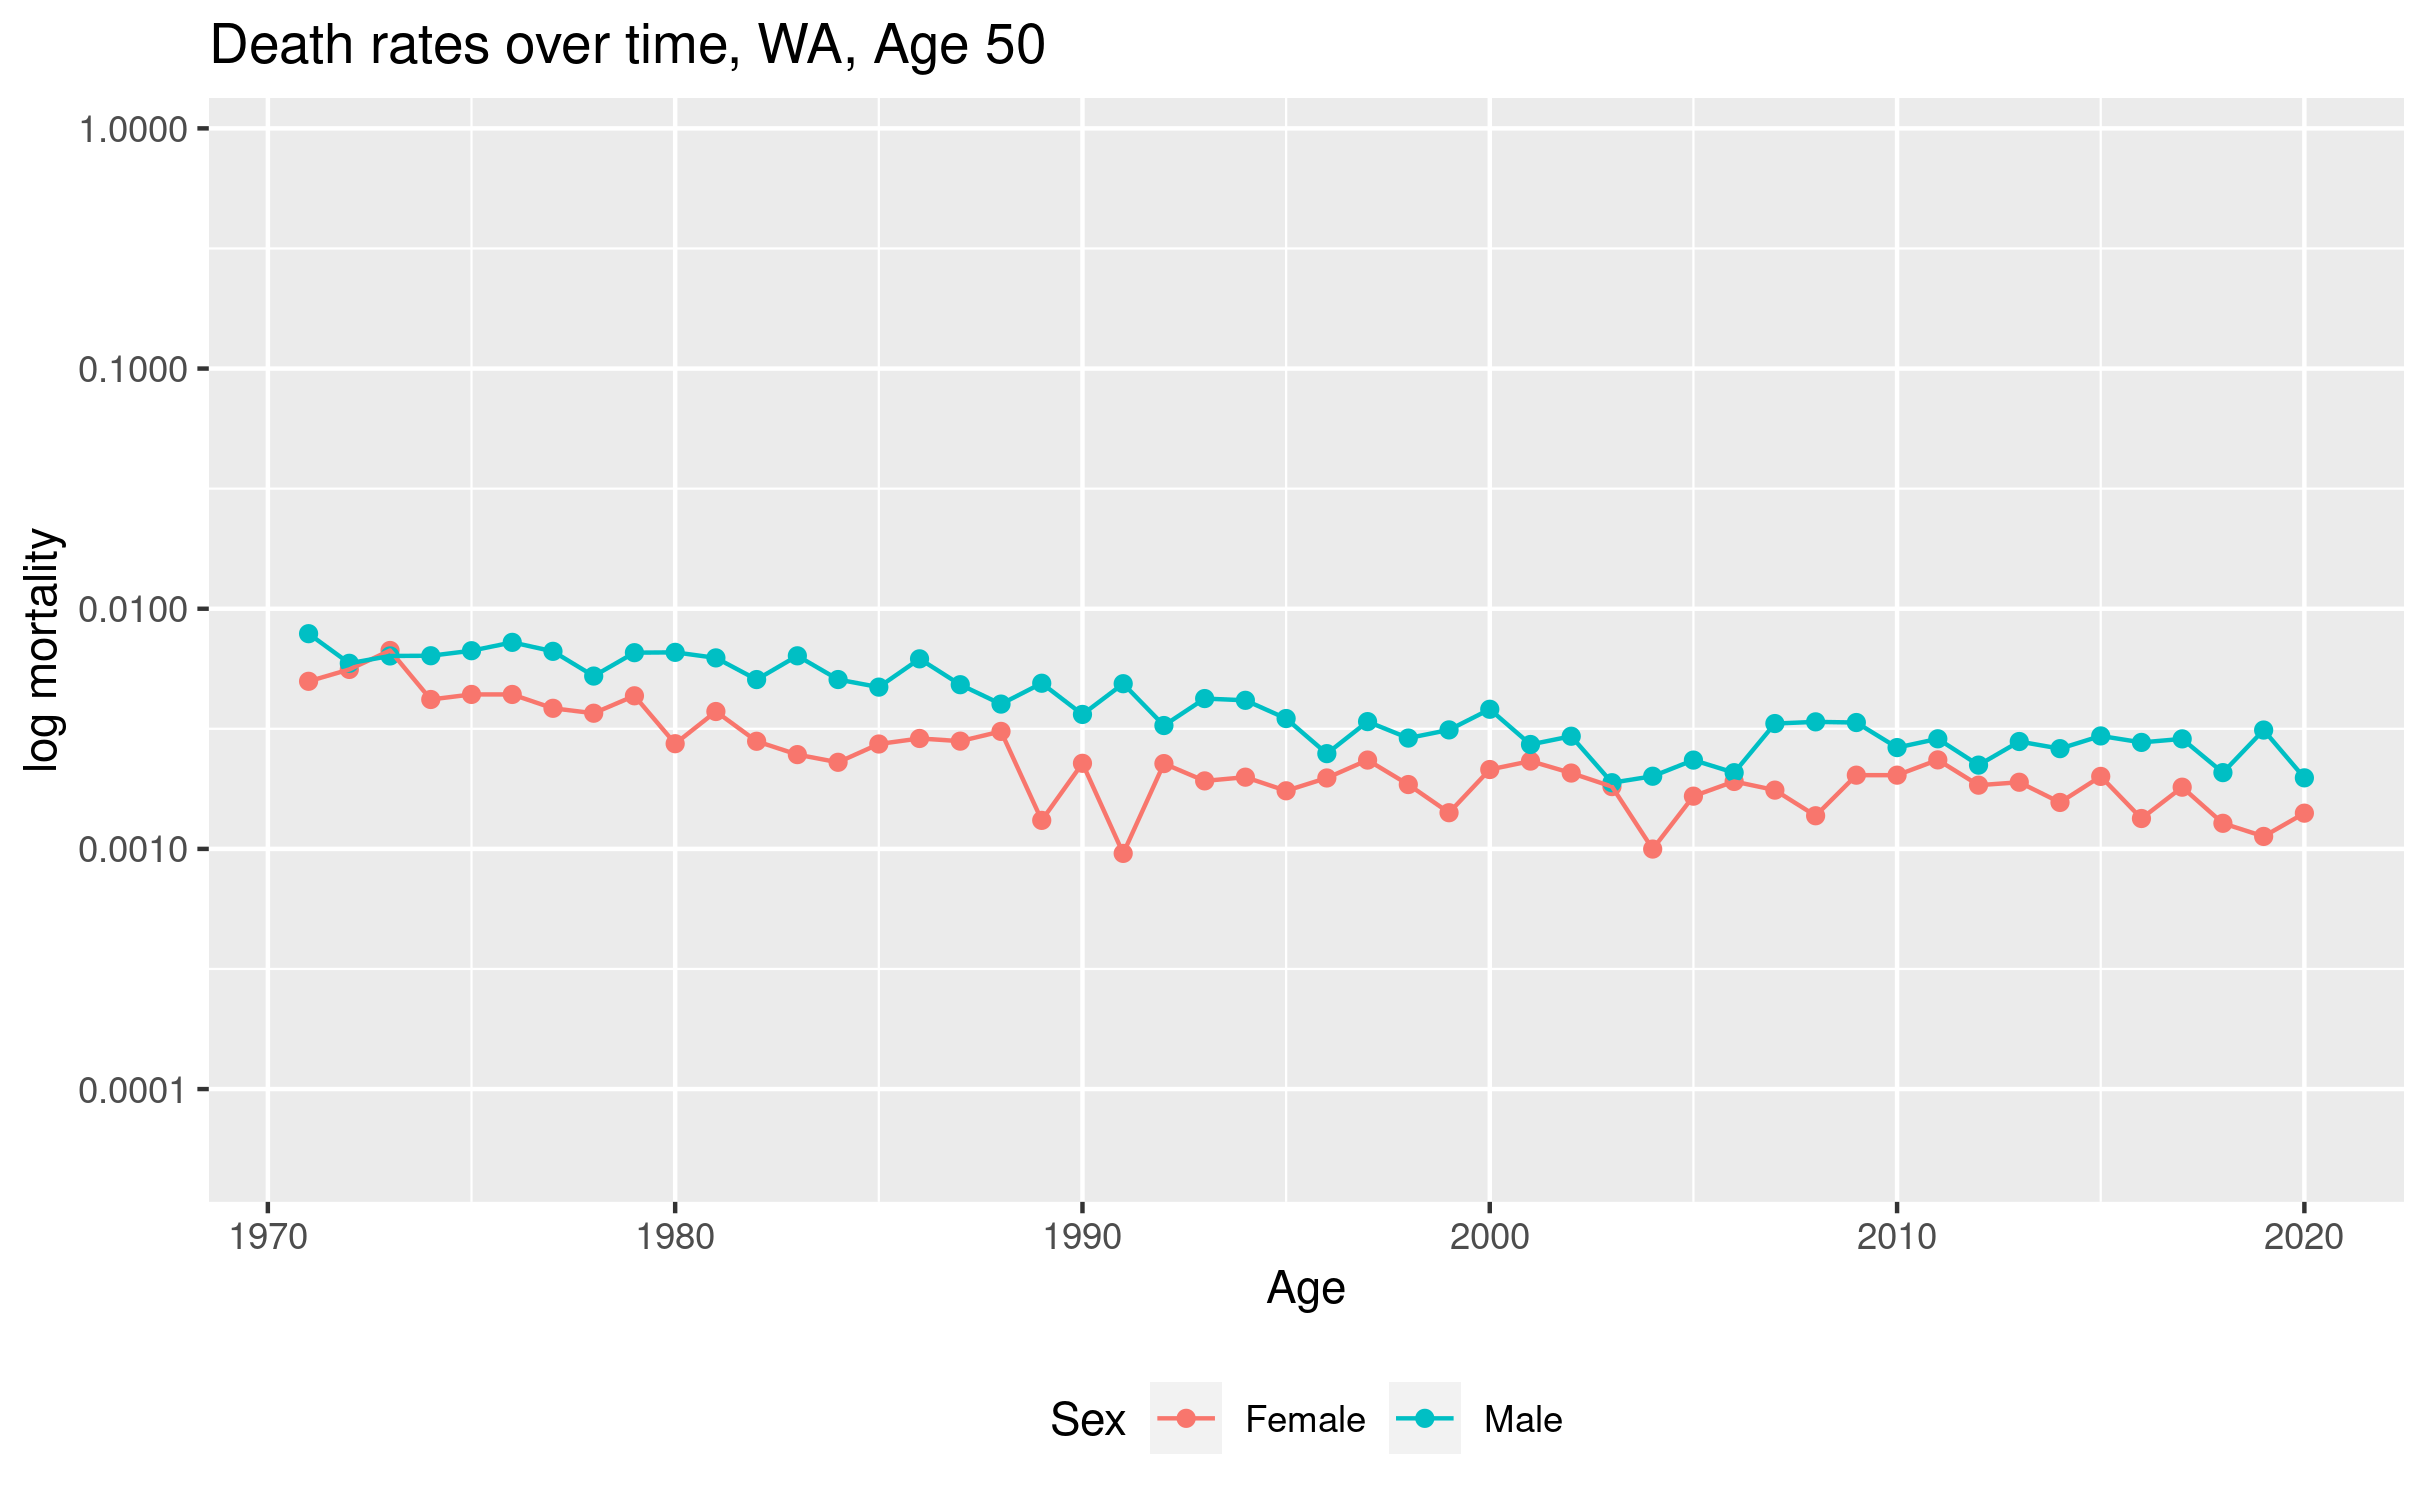 Death rates over time, WA, Age 50
log mortality
1.0000
0.1000
0.0100
0.0010
0.0001
1970 1980 1990 2000 2010 2020
Age
Sex Female Male